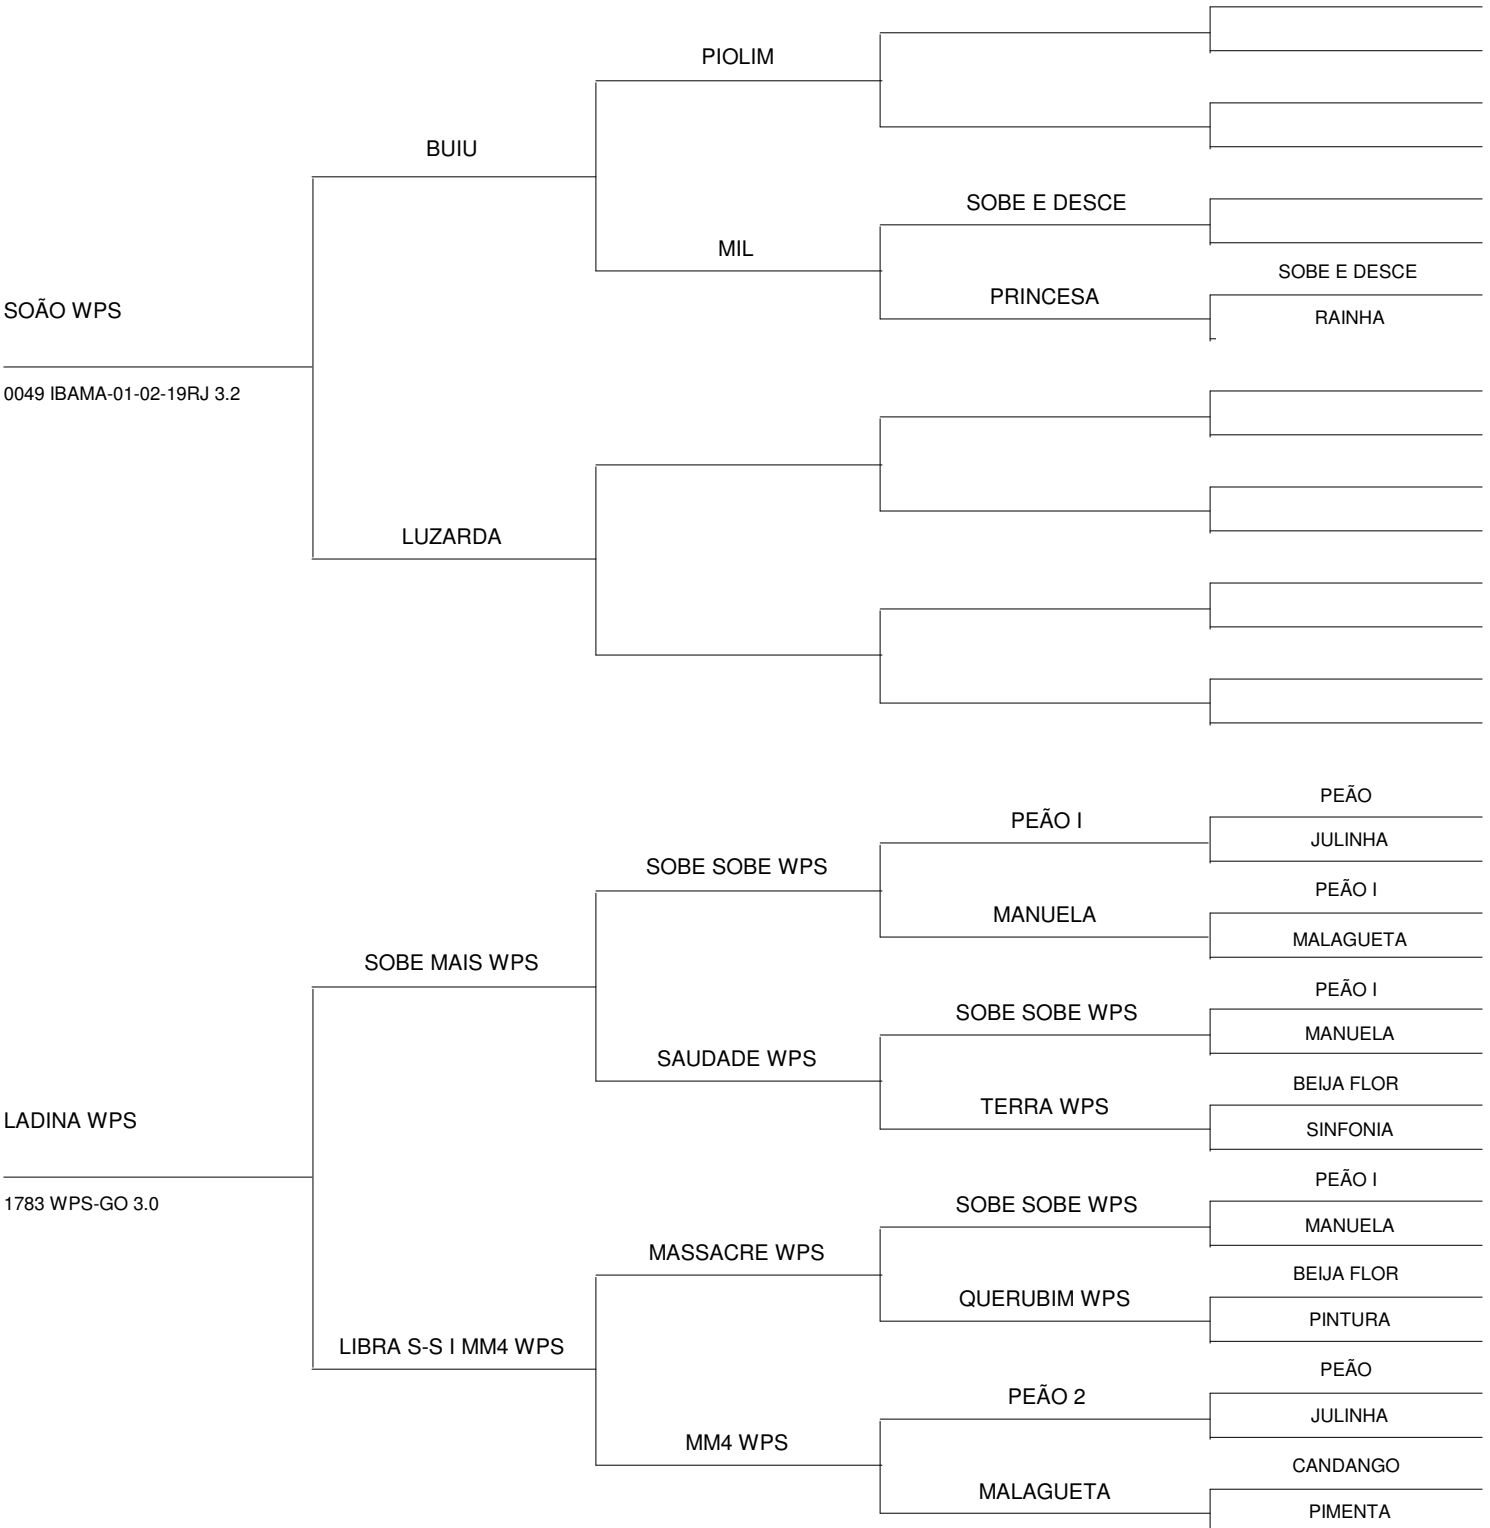 PIOLIM
BUIU
SOBE E DESCE
MIL
SOBE E DESCE
PRINCESA
SOÃO WPS
RAINHA
0049 IBAMA-01-02-19RJ 3.2
LUZARDA
PEÃO
PEÃO I
JULINHA
SOBE SOBE WPS
PEÃO I
MANUELA
MALAGUETA
SOBE MAIS WPS
PEÃO I
SOBE SOBE WPS
MANUELA
SAUDADE WPS
BEIJA FLOR
TERRA WPS
LADINA WPS
SINFONIA
PEÃO I
1783 WPS-GO 3.0
SOBE SOBE WPS
MANUELA
MASSACRE WPS
BEIJA FLOR
QUERUBIM WPS
PINTURA
LIBRA S-S I MM4 WPS
PEÃO
PEÃO 2
JULINHA
MM4 WPS
CANDANGO
MALAGUETA
PIMENTA